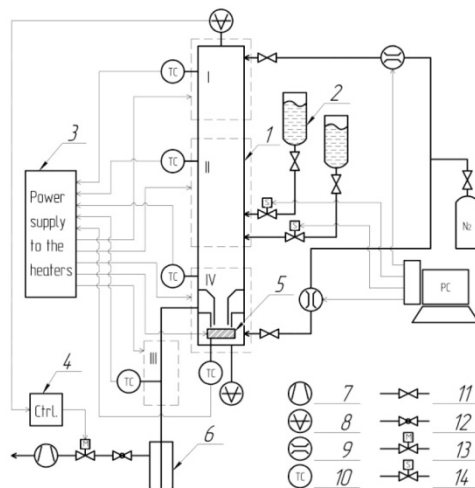 TC
I
2
3
1
TC
II
Power
supply
to the
heaters
S
S
N₂
TC
IV
5
PC
4
III
TC
TC
Ctrl.
M
6
7
8
9
TC 10
11
12
M 13
S 14